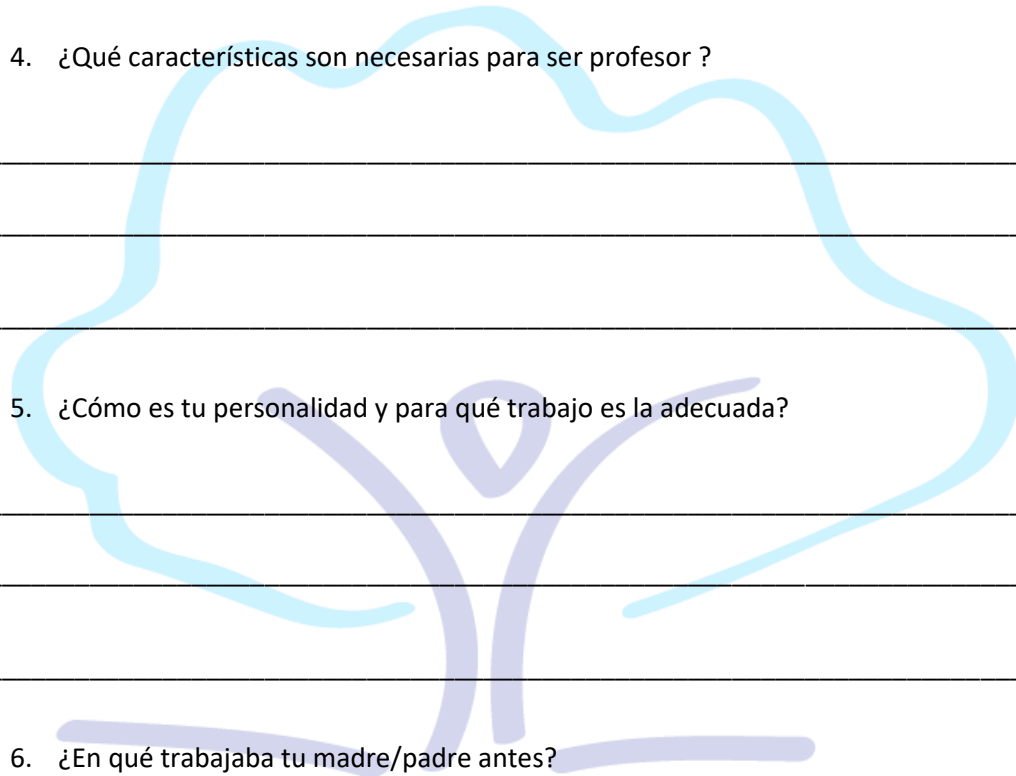 4. ¿Qué características son necesarias para ser profesor ?
5. ¿Cómo es tu personalidad y para qué trabajo es la adecuada?
6. ¿En qué trabajaba tu madre/padre antes?